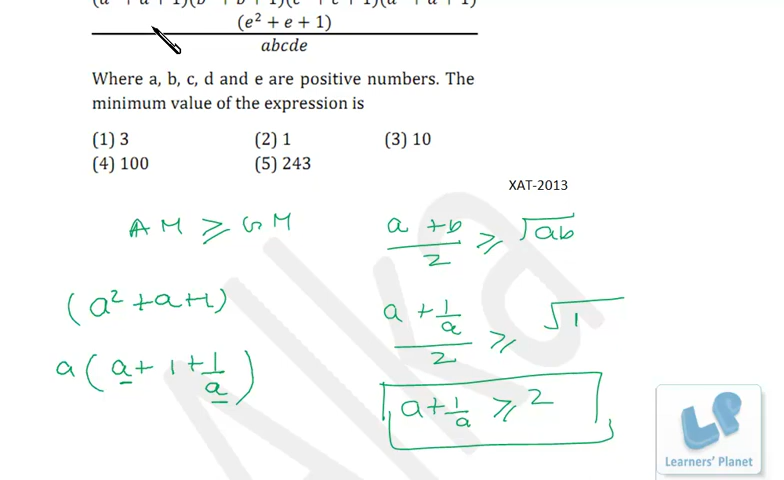 (e² + e + 1)
abcde
Where a, b, c, d and e are positive numbers. The
minimum value of the expression is
(1) 3 (2) 1 (3) 10
(4) 100 (5) 243
XAT-2013
AM ≥ GM
a + b / 2 ≥ √ab
(a² + a + 1)
a + 1/a / 2 ≥ √1
a (a + 1 + 1/a)
a + 1/a ≥ 2
Alka
LP
Learners' Planet